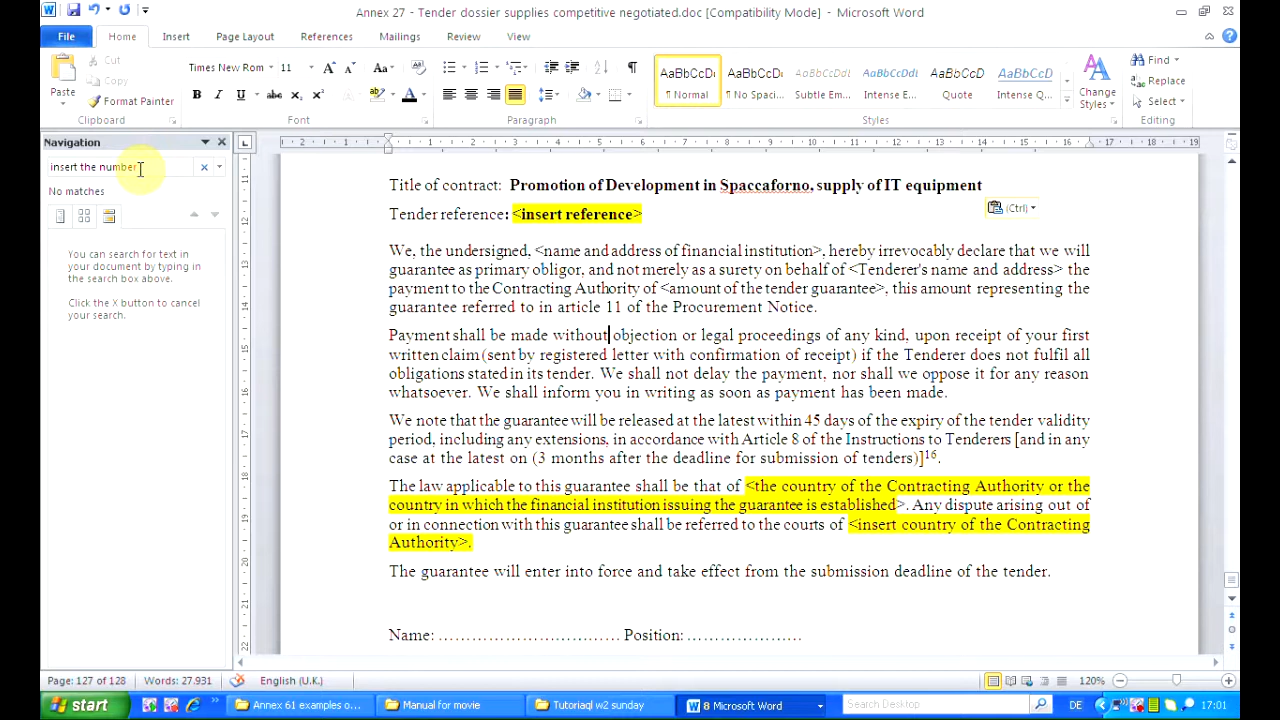 Annex 27 - Tender dossier supplies competitive negotiated.doc [Compatibility Mode] - Microsoft Word
File Home Insert Page Layout References Mailings Review View
Paste
Cut
Copy
Format Painter
Clipboard
Times New Rom 11
Font
Paragraph
AaBbCcDı AaBbCcDı AaBbCcDı AaBbCcDı AaBbCcDı AaBbCcD
¶ Normal ¶ No Spaci... Subtle Em... Intense E... Quote Intense Q...
Change Styles
Styles
Find
Replace
Select
Editing
Navigation
insert the number
No matches
You can search for text in
your document by typing in
the search box above.
Click the X button to cancel
your search.
Title of contract: Promotion of Development in Spaccaforno, supply of IT equipment
(Ctrl)
Tender reference: <insert reference>
We, the undersigned, <name and address of financial institution>, hereby irrevocably declare that we will
guarantee as primary obligor, and not merely as a surety on behalf of <Tenderer's name and address> the
payment to the Contracting Authority of <amount of the tender guarantee>, this amount representing the
guarantee referred to in article 11 of the Procurement Notice.
Payment shall be made without objection or legal proceedings of any kind, upon receipt of your first
written claim (sent by registered letter with confirmation of receipt) if the Tenderer does not fulfil all
obligations stated in its tender. We shall not delay the payment, nor shall we oppose it for any reason
whatsoever. We shall inform you in writing as soon as payment has been made.
We note that the guarantee will be released at the latest within 45 days of the expiry of the tender validity
period, including any extensions, in accordance with Article 8 of the Instructions to Tenderers [and in any
case at the latest on (3 months after the deadline for submission of tenders)]16.
The law applicable to this guarantee shall be that of <the country of the Contracting Authority or the
country in which the financial institution issuing the guarantee is established>. Any dispute arising out of
or in connection with this guarantee shall be referred to the courts of <insert country of the Contracting
Authority>.
The guarantee will enter into force and take effect from the submission deadline of the tender.
Name: …………………………… Position: …………………
Page: 127 of 128 Words: 27.931 English (U.K.) 120%
start Annex 61 examples o... Manual for movie Tutoriaql w2 sunday 8 Microsoft Word Search Desktop DE 17:01